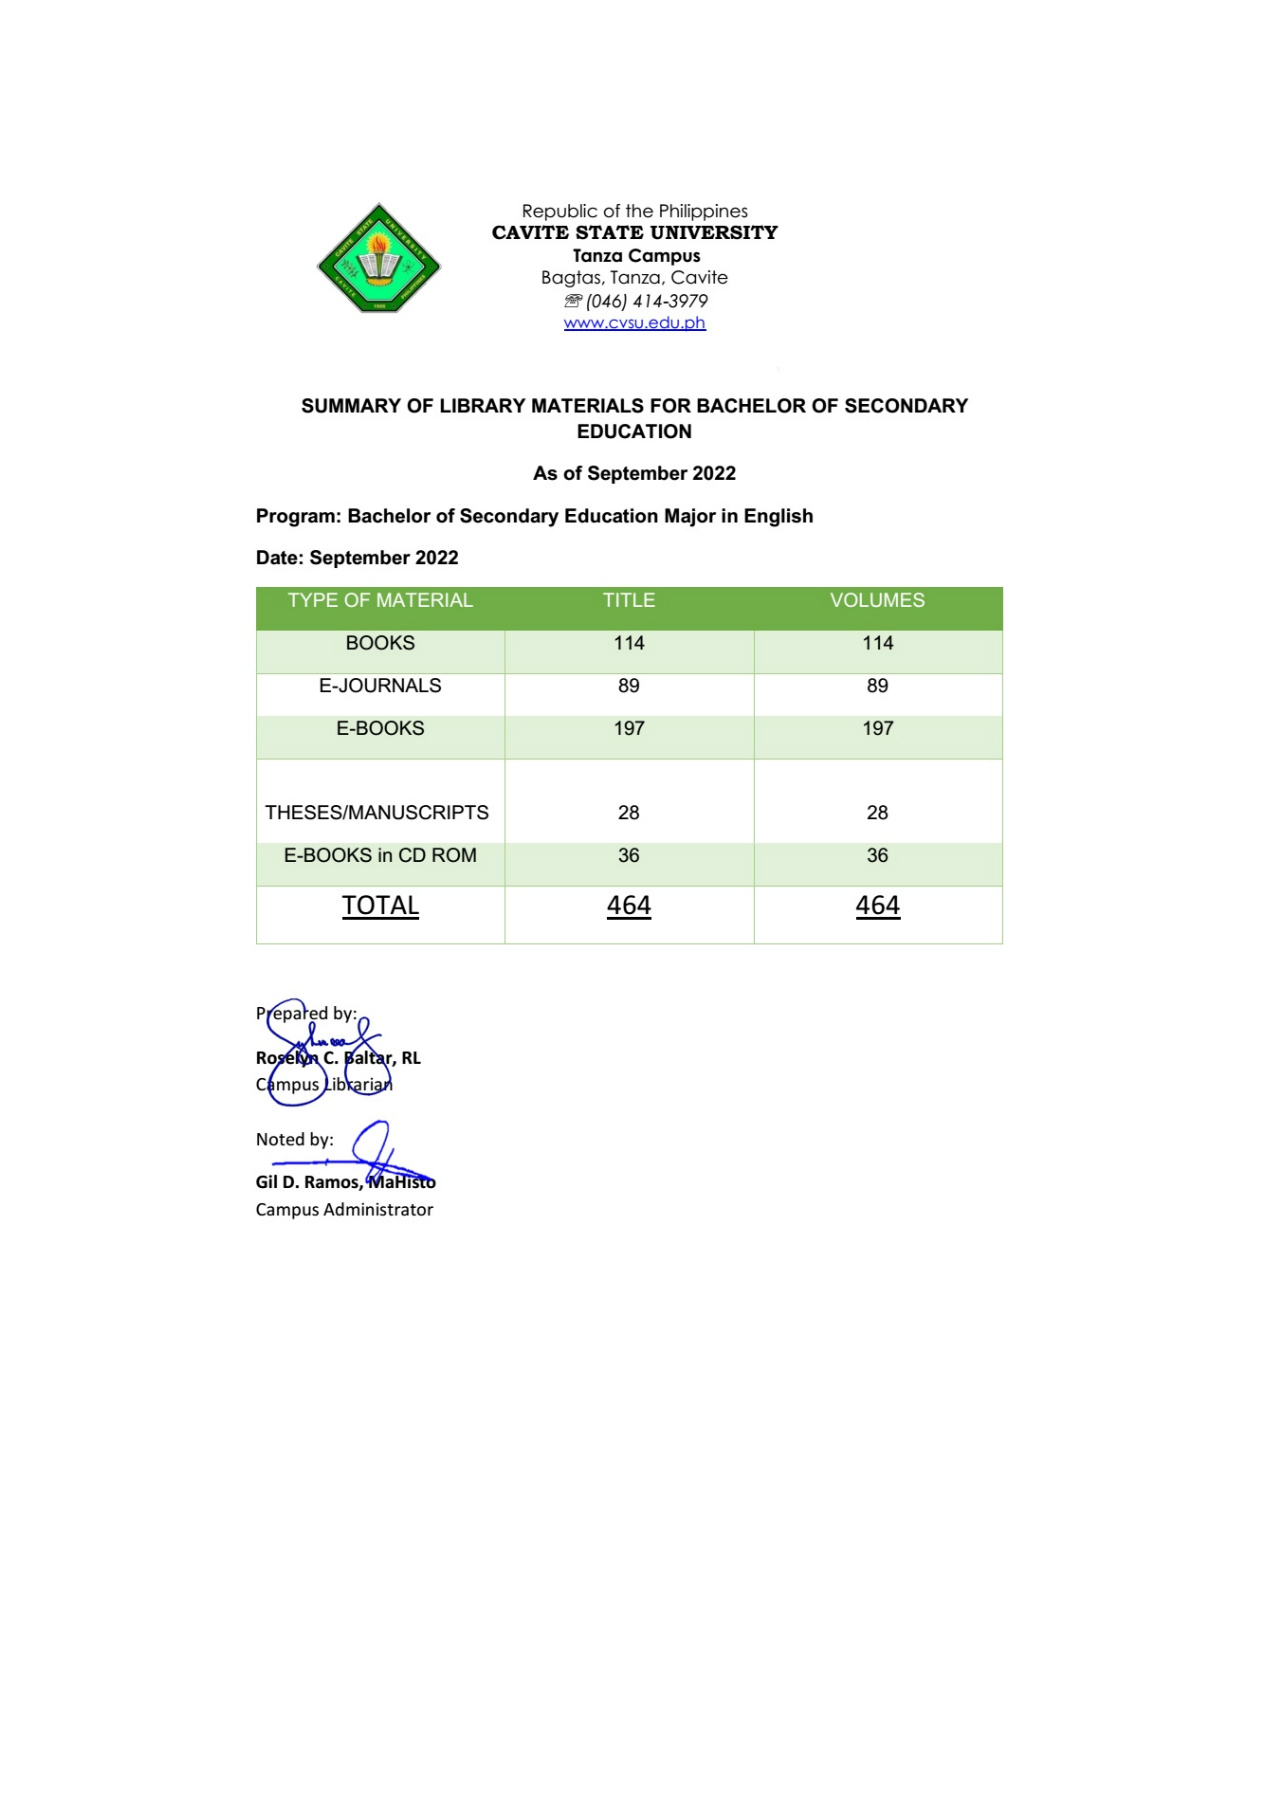 Republic of the Philippines
CAVITE STATE UNIVERSITY
Tanza Campus
Bagtas, Tanza, Cavite
☏ (046) 414-3979
www.cvsu.edu.ph
CAVITE STATE UNIVERSITY
CAVITE PHILIPPINES
SUMMARY OF LIBRARY MATERIALS FOR BACHELOR OF SECONDARY
EDUCATION
As of September 2022
Program: Bachelor of Secondary Education Major in English
Date: September 2022
TYPE OF MATERIAL TITLE VOLUMES
BOOKS 114 114
E-JOURNALS 89 89
E-BOOKS 197 197
THESES/MANUSCRIPTS 28 28
E-BOOKS in CD ROM 36 36
TOTAL 464 464
Prepared by:
Roselyn C. Baltar, RL
Campus Librarian
Noted by:
Gil D. Ramos, MaHisto
Campus Administrator